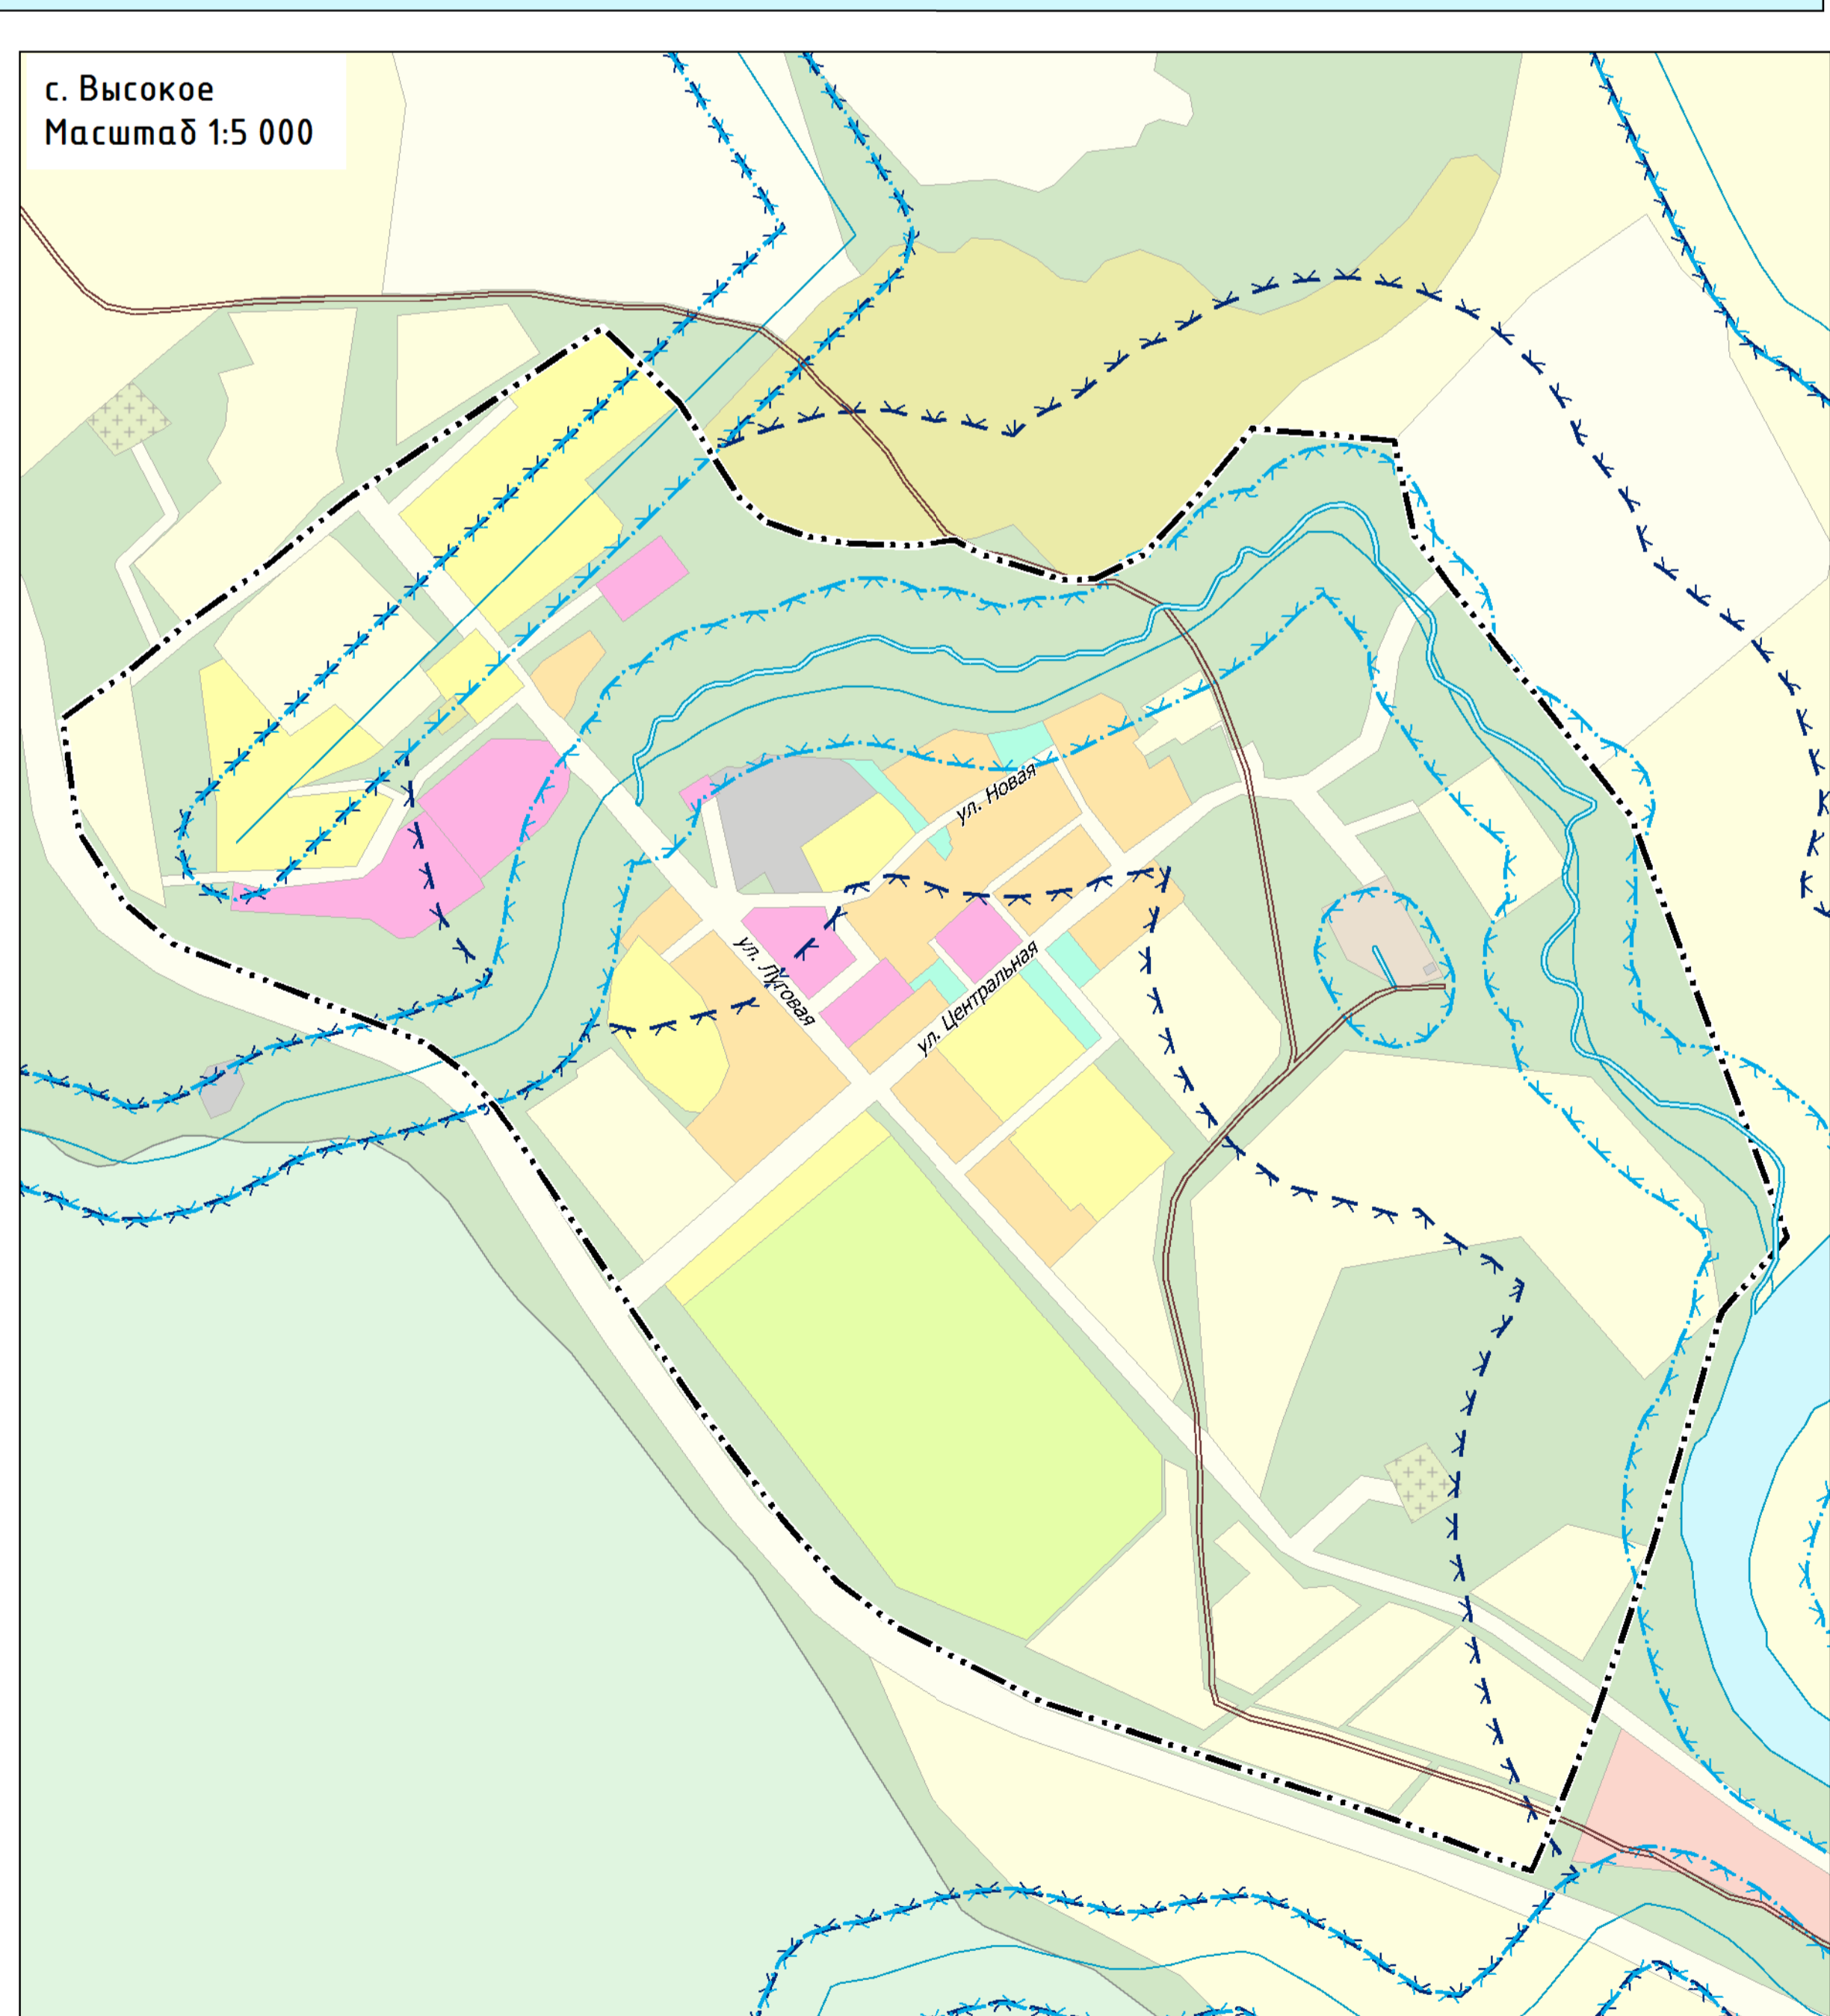 с. Высокое
Масштаб 1:5 000
ул. Новая
ул. Луговая
ул. Центральная